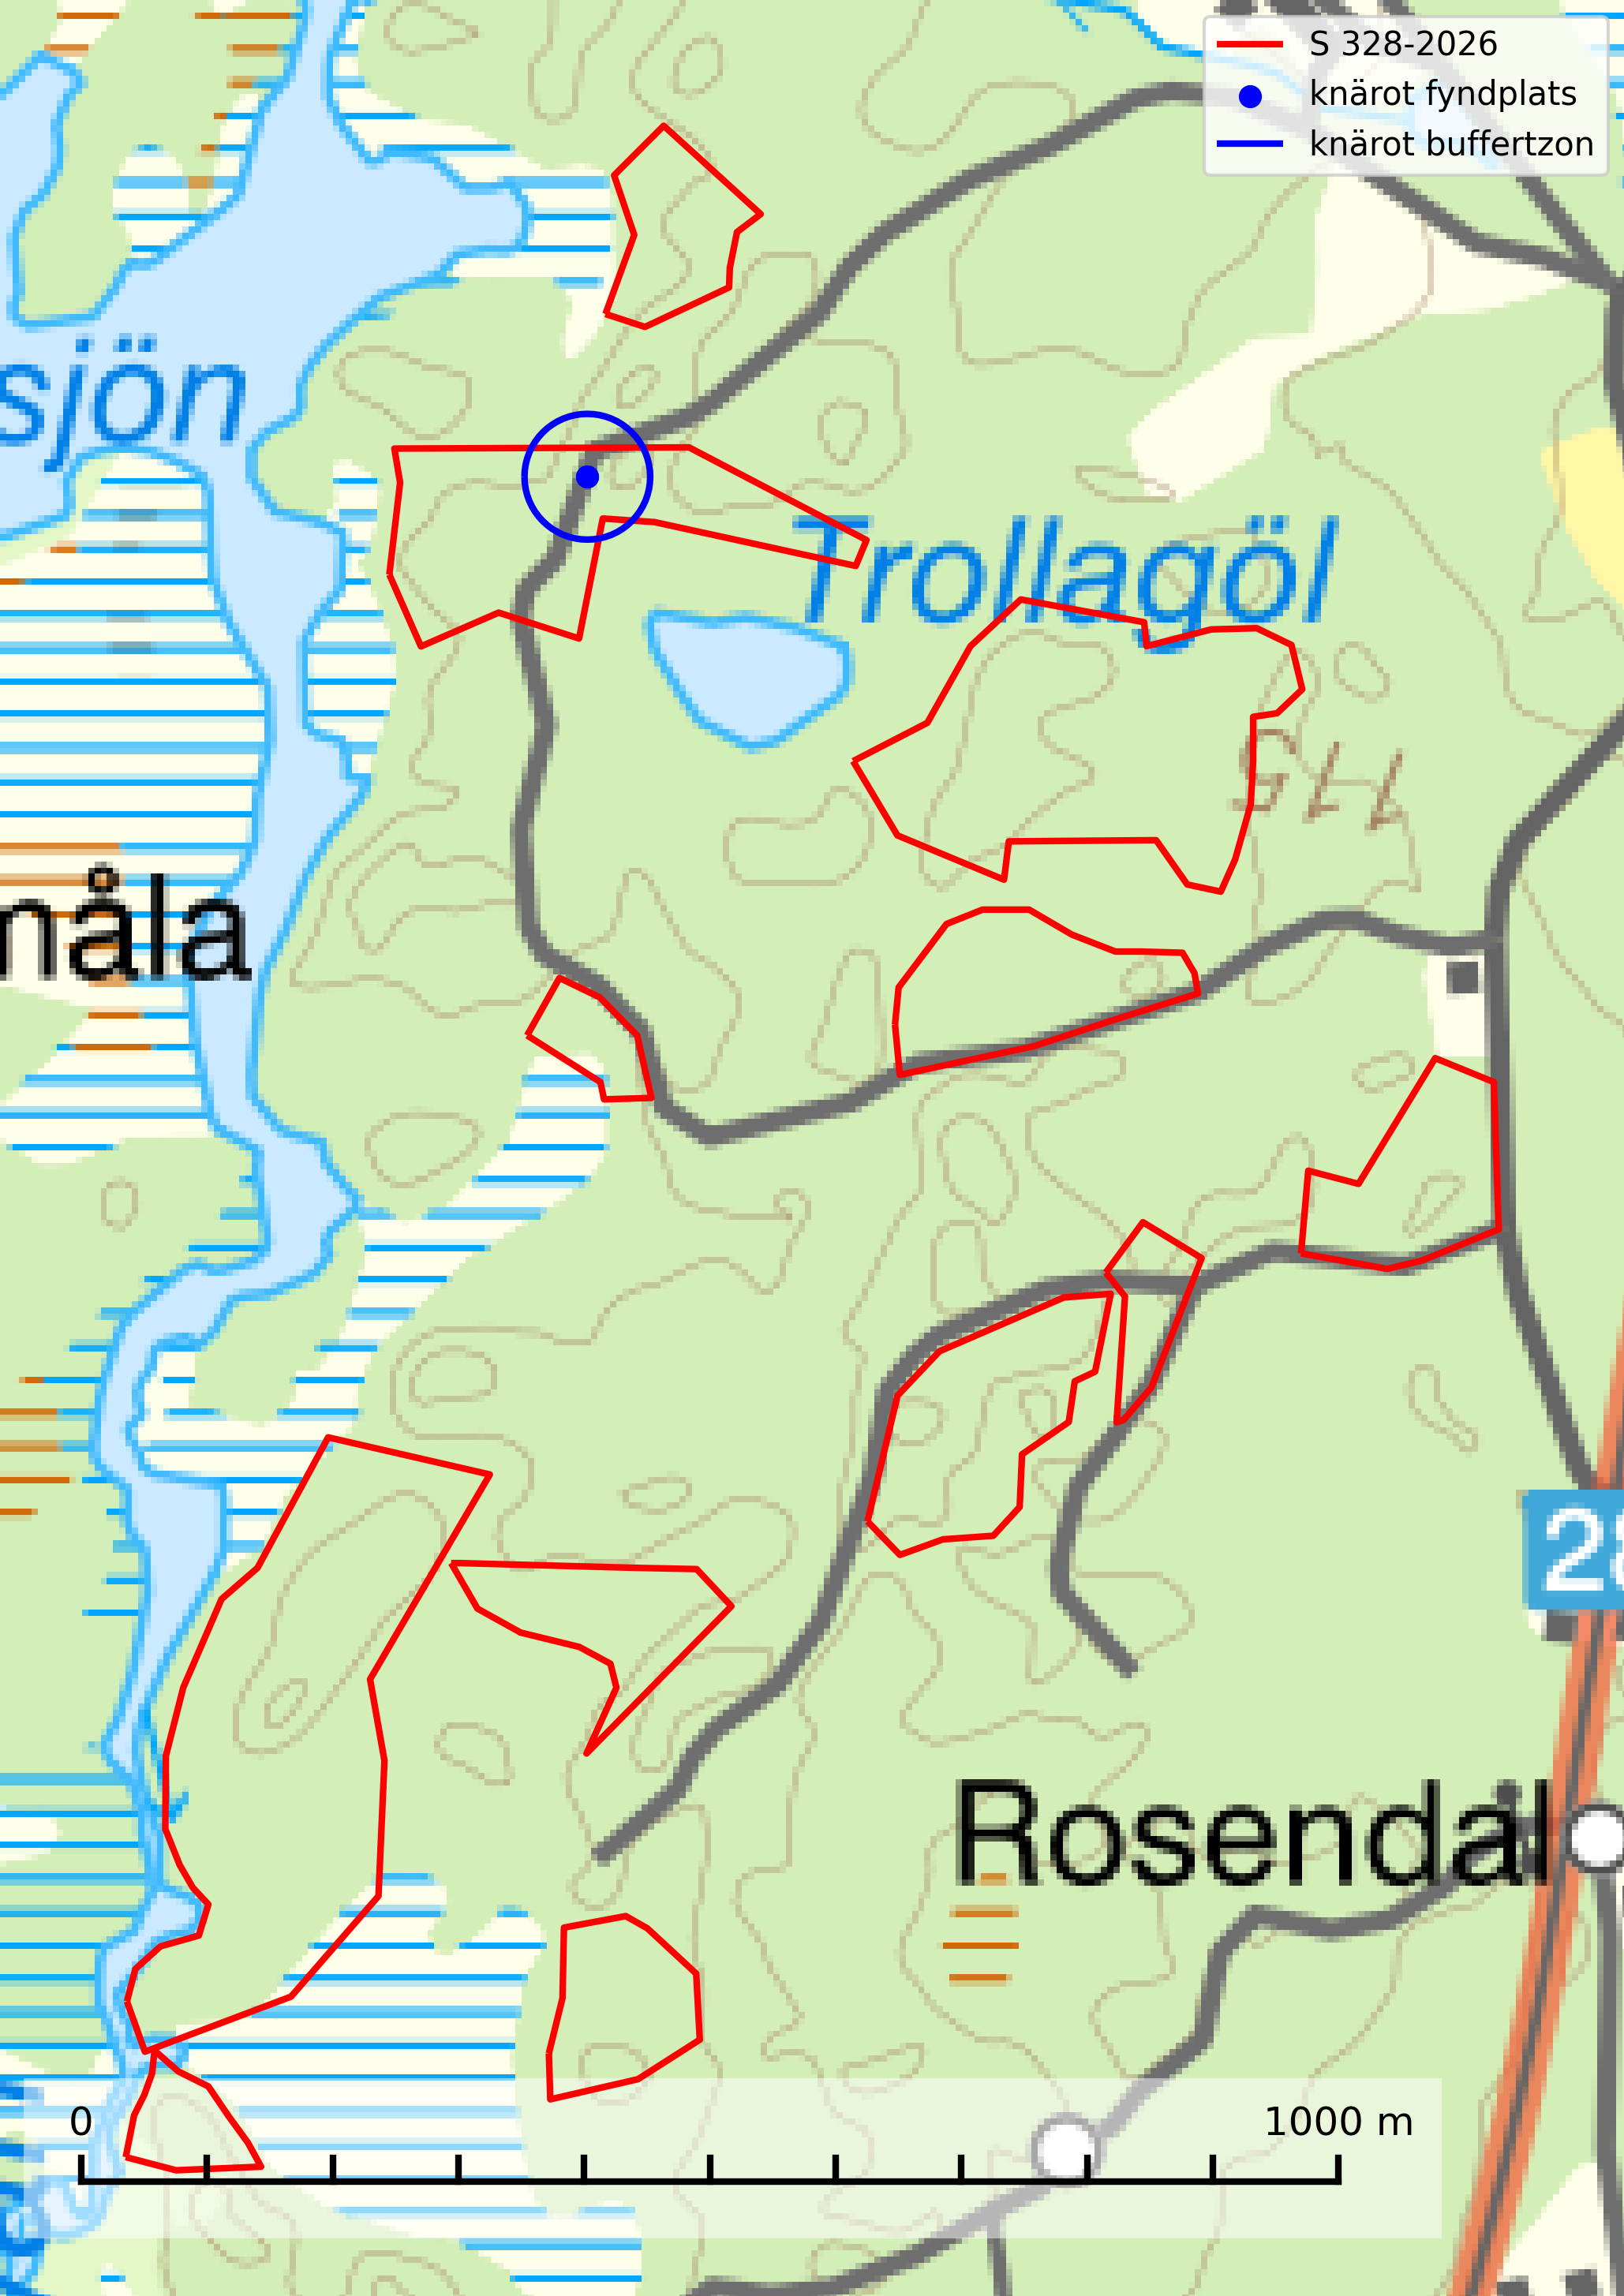 S 328-2026
knärot fyndplats
knärot buffertzon
sjön
Trollagöl
måla
Rosendal
0
1000 m